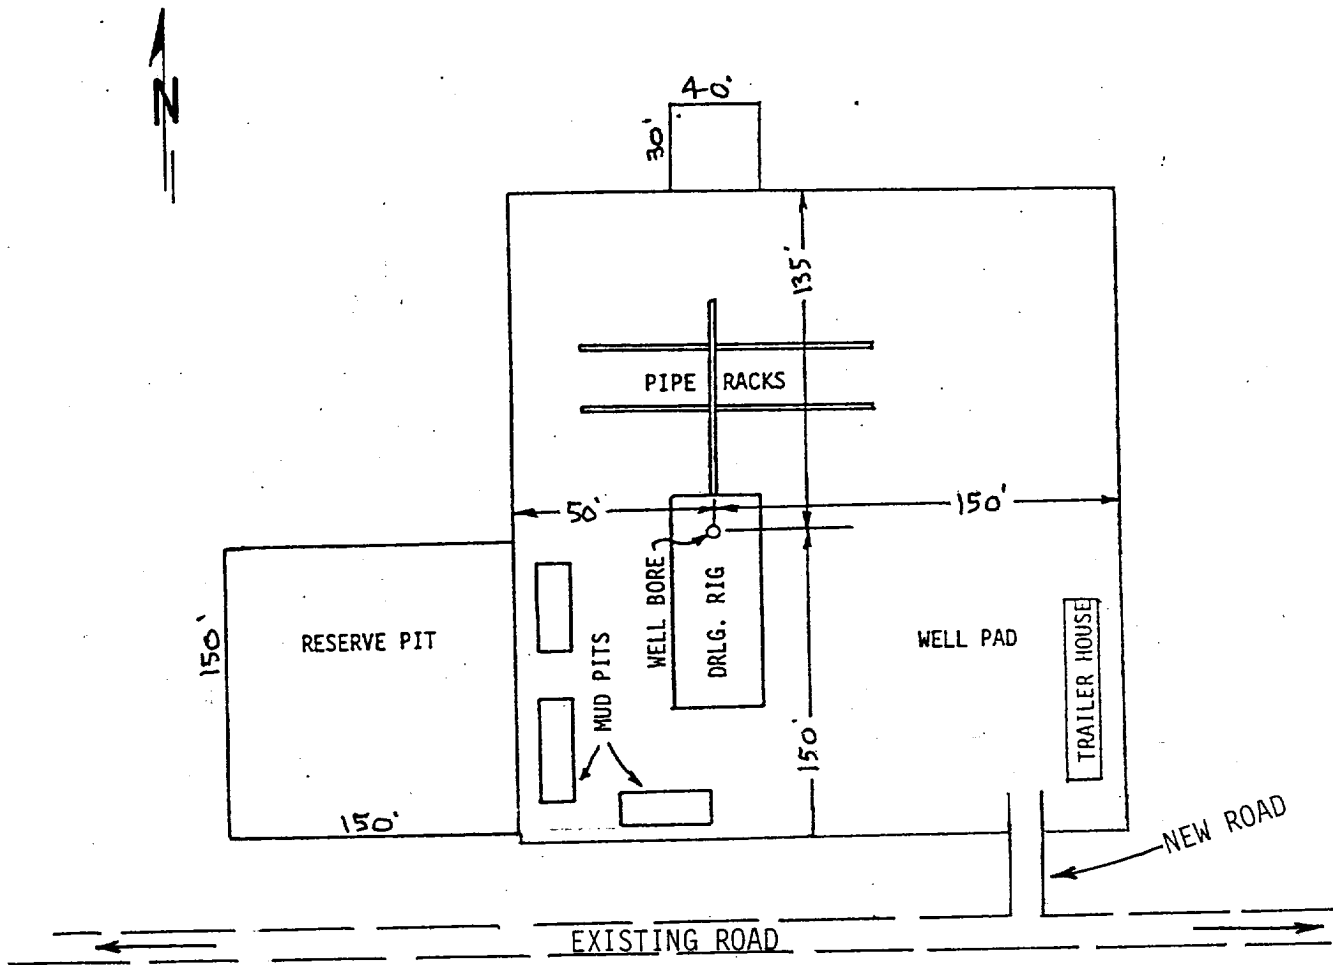 N
40'
30'
135'
PIPE RACKS
50'
150'
WELL BORE
DRLG. RIG
RESERVE PIT
150'
150'
MUD PITS
WELL PAD
TRAILER HOUSE
150'
NEW ROAD
EXISTING ROAD